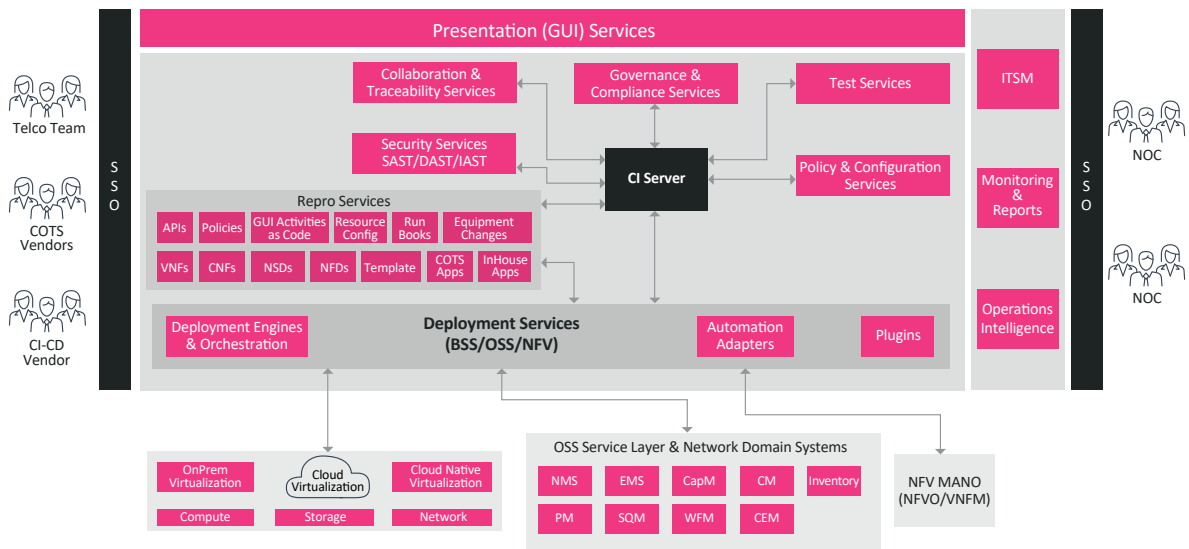 Presentation (GUI) Services
Telco Team
COTS
Vendors
CI-CD
Vendor
S
S
O
Collaboration &
Traceability Services
Governance &
Compliance Services
Test Services
Security Services
SAST/DAST/IAST
CI Server
Policy & Configuration
Services
Repro Services
APIs
Policies
GUI Activities
as Code
Resource
Config
Run
Books
Equipment
Changes
VNFs
CNFs
NSDs
NFDs
Template
COTS
Apps
InHouse
Apps
Deployment Engines
& Orchestration
Deployment Services
(BSS/OSS/NFV)
Automation
Adapters
Plugins
ITSM
Monitoring
&
Reports
Operations
Intelligence
S
S
O
NOC
NOC
OnPrem
Virtualization
Cloud
Virtualization
Cloud Native
Virtualization
Compute
Storage
Network
OSS Service Layer & Network Domain Systems
NMS
EMS
CapM
CM
Inventory
PM
SQM
WFM
CEM
NFV MANO
(NFVO/VNFM)